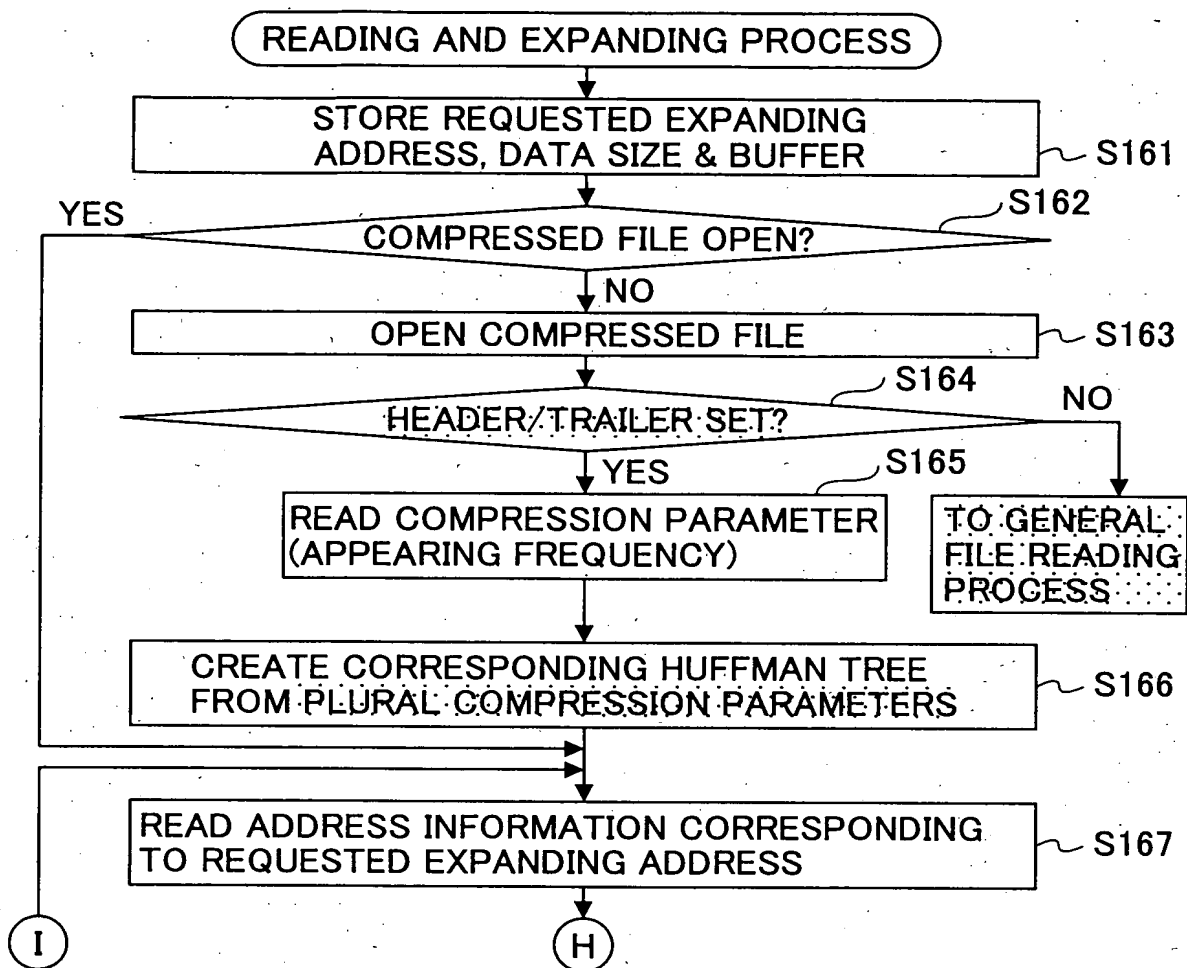 READING AND EXPANDING PROCESS
STORE REQUESTED EXPANDING
ADDRESS, DATA SIZE & BUFFER
S161
YES
S162
COMPRESSED FILE OPEN?
NO
OPEN COMPRESSED FILE
S163
S164
HEADER/TRAILER SET?
NO
YES
S165
READ COMPRESSION PARAMETER
(APPEARING FREQUENCY)
TO GENERAL
FILE READING
PROCESS
CREATE CORRESPONDING HUFFMAN TREE
FROM PLURAL COMPRESSION PARAMETERS
S166
READ ADDRESS INFORMATION CORRESPONDING
TO REQUESTED EXPANDING ADDRESS
S167
I
H